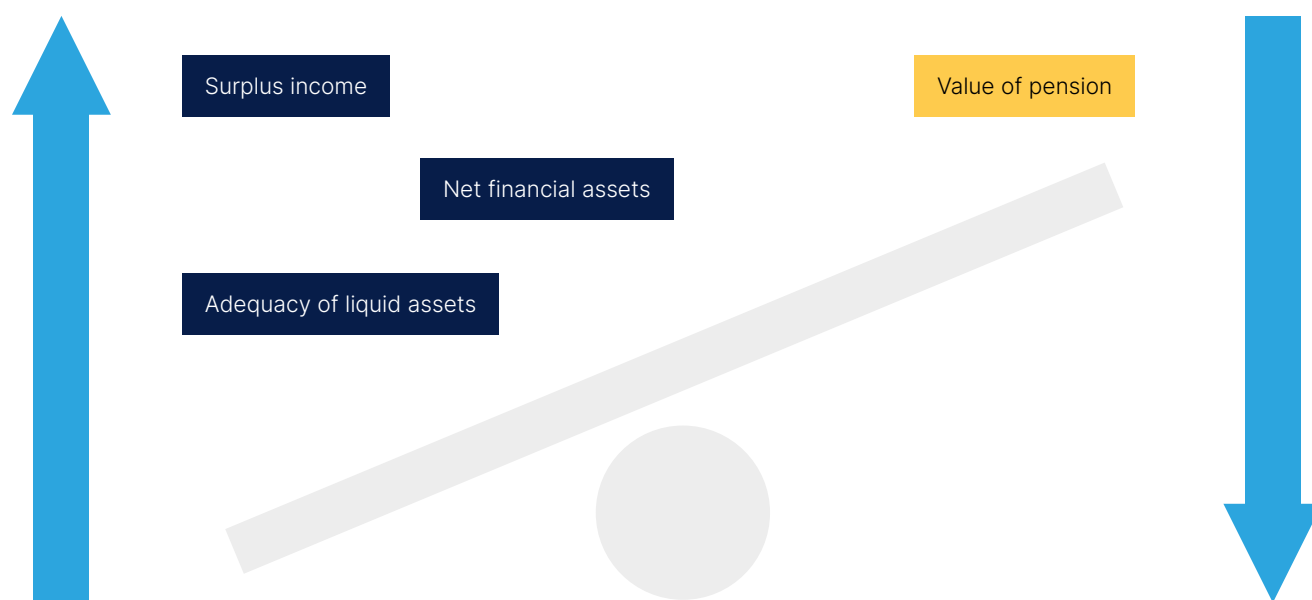 Surplus income
Value of pension
Net financial assets
Adequacy of liquid assets